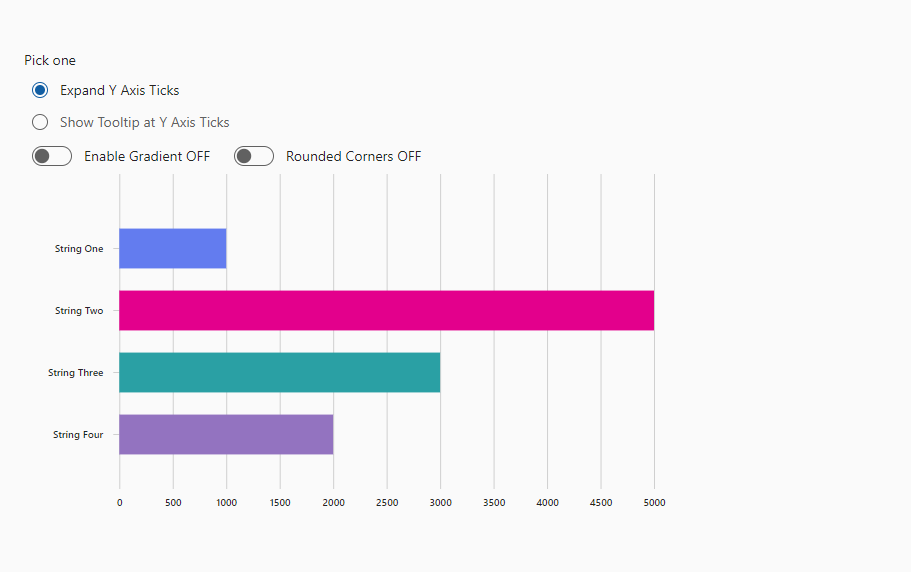 Pick one
Expand Y Axis Ticks
Show Tooltip at Y Axis Ticks
Enable Gradient OFF Rounded Corners OFF
String One
String Two
String Three
String Four
0 500 1000 1500 2000 2500 3000 3500 4000 4500 5000